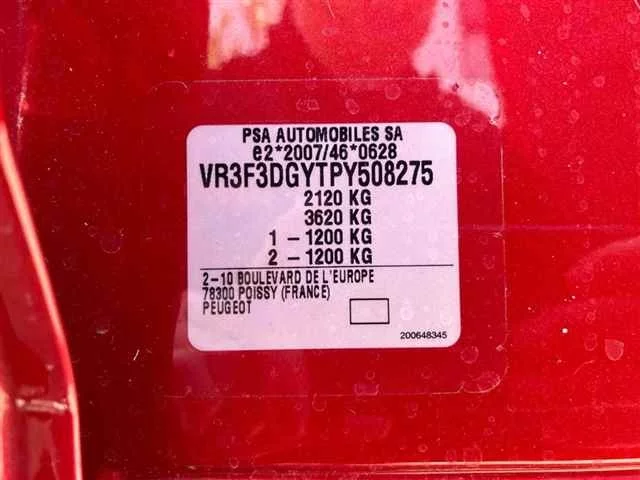 PSA AUTOMOBILES SA
e2*2007/46*0628
VR3F3DGYTPY508275
2120 KG
3620 KG
1 - 1200 KG
2 - 1200 KG
2-10 BOULEVARD DE L'EUROPE
78300 POISSY (FRANCE)
PEUGEOT
200648345